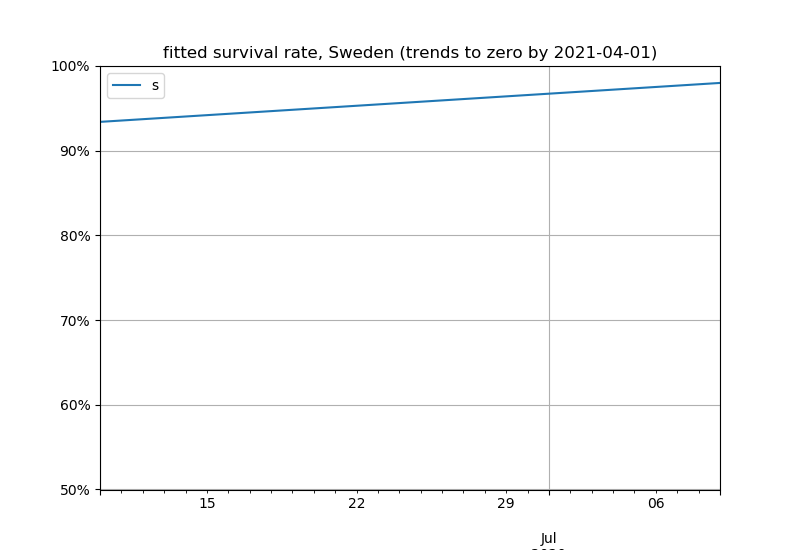 fitted survival rate, Sweden (trends to zero by 2021-04-01)
100%
s
90%
80%
70%
60%
50%
15 22 29 06
Jul